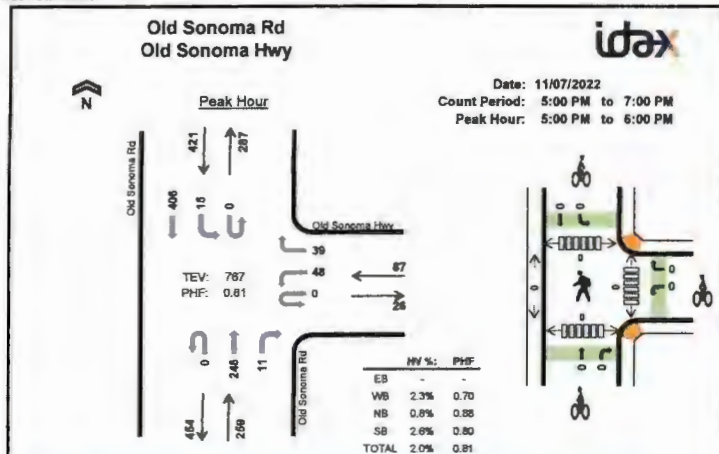 Old Sonoma Rd
Old Sonoma Hwy
idax
N
Peak Hour
Date: 11/07/2022
Count Period: 5:00 PM to 7:00 PM
Peak Hour: 5:00 PM to 6:00 PM
421
287
Old Sonoma Rd
406
15
0
Old Sonoma Hwy
39
48
0
87
26
TEV: 767
PHF: 0.81
0
248
11
Old Sonoma Rd
454
259
HV %: PHF
EB - -
WB 2.3% 0.70
NB 0.8% 0.88
SB 2.6% 0.80
TOTAL 2.0% 0.81
0
0
0
0
0
0
0
0
0
0